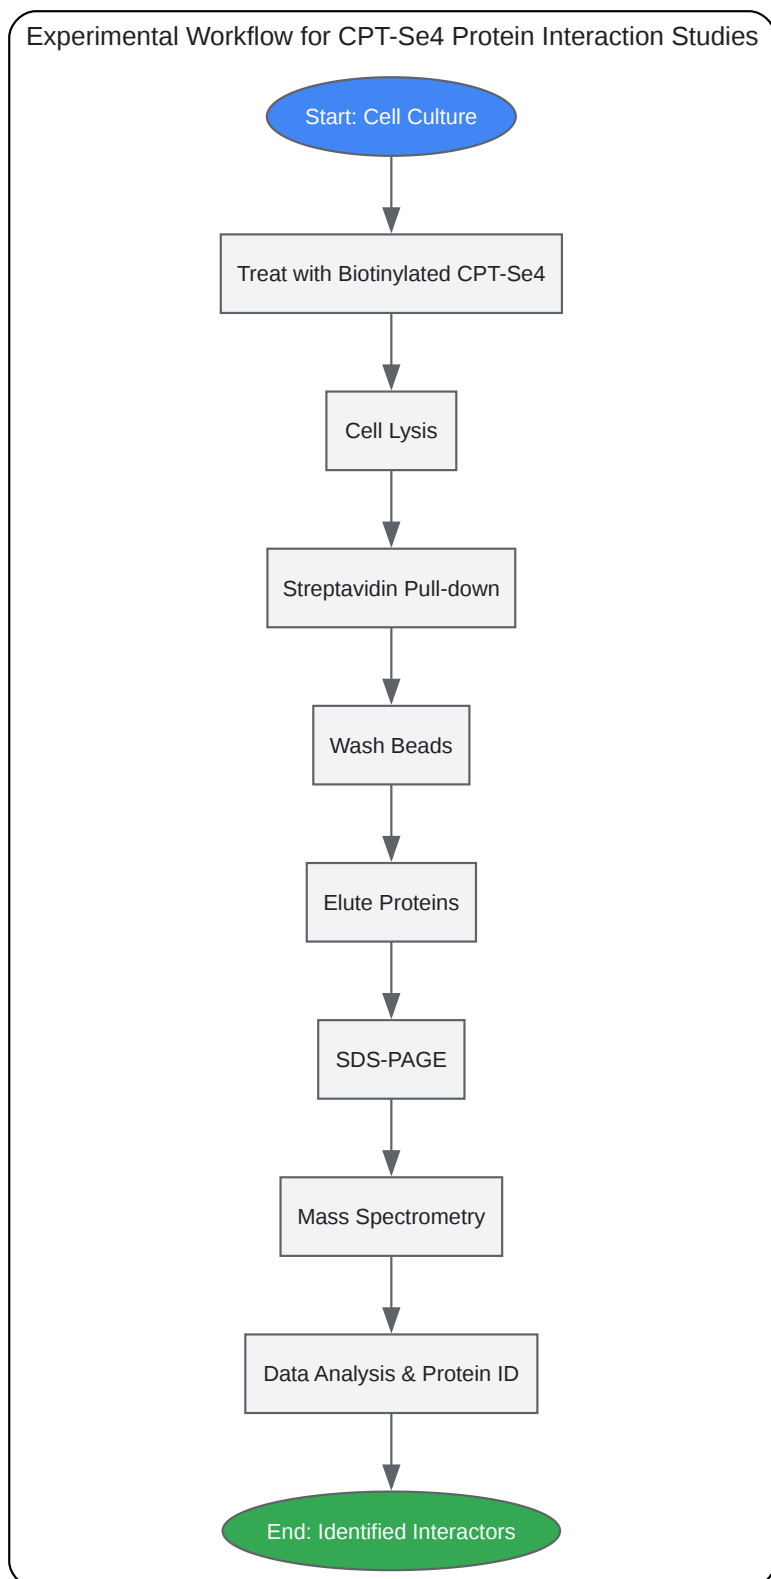 Experimental Workflow for CPT-Se4 Protein Interaction Studies
Start: Cell Culture
Treat with Biotinylated CPT-Se4
Cell Lysis
Streptavidin Pull-down
Wash Beads
Elute Proteins
SDS-PAGE
Mass Spectrometry
Data Analysis & Protein ID
End: Identified Interactors